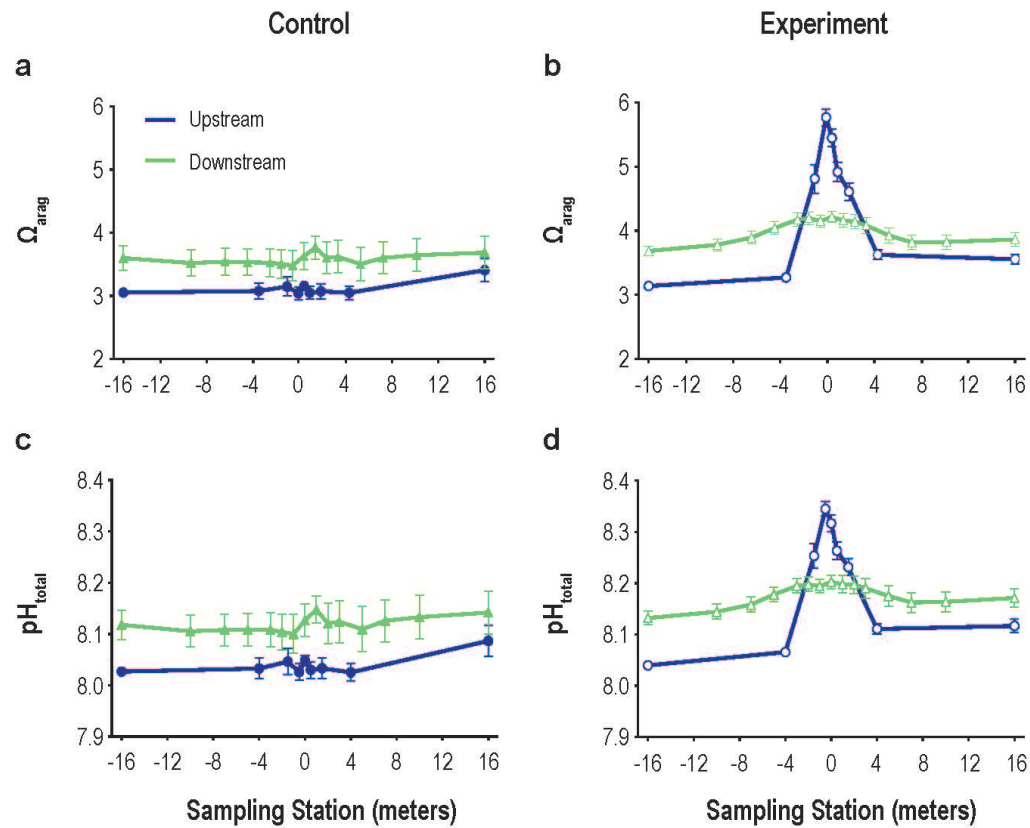 Control
Experiment
a
b
6
5
4
3
2
Ωarag
Upstream
Downstream
-16 -12 -8 -4 0 4 8 12 16
6
5
4
3
2
Ωarag
-16 -12 -8 -4 0 4 8 12 16
c
d
8.4
8.3
8.2
8.1
8.0
7.9
pHtotal
-16 -12 -8 -4 0 4 8 12 16
Sampling Station (meters)
8.4
8.3
8.2
8.1
8.0
7.9
pHtotal
-16 -12 -8 -4 0 4 8 12 16
Sampling Station (meters)